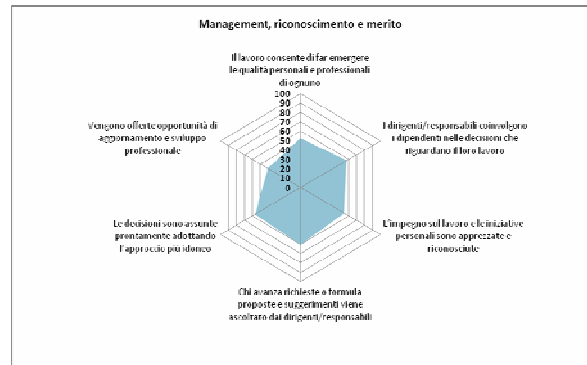 Management, riconoscimento e merito
Il lavoro consente di far emergere
le qualità personali e professionali
di ognuno
100
90
80
70
60
50
40
30
20
10
0
I dirigenti/responsabili coinvolgono
i dipendenti nelle decisioni che
riguardano il loro lavoro
L'impegno sul lavoro e le iniziative
personali sono apprezzate e
riconosciute
Chi avanza richieste o formula
proposte e suggerimenti viene
ascoltato dai dirigenti/responsabili
Le decisioni sono assunte
prontamente adottando
l'approccio più idoneo
Vengono offerte opportunità di
aggiornamento e sviluppo
professionale